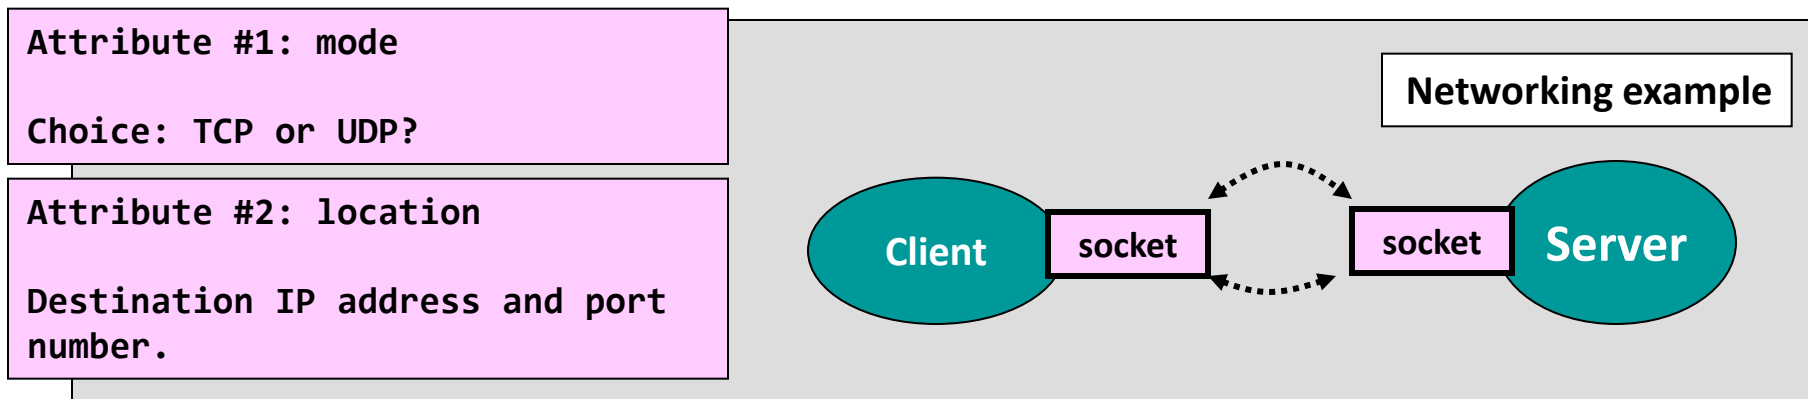 Attribute #1: mode
Choice: TCP or UDP?
Attribute #2: location
Destination IP address and port
number.
Networking example
Client
socket
socket
Server